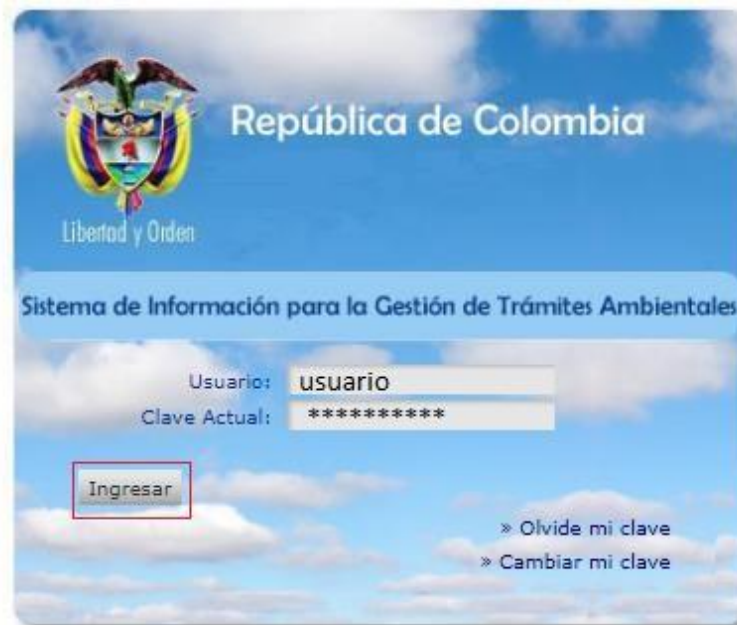 República de Colombia
Libertad y Orden
Sistema de Información para la Gestión de Trámites Ambientales
Usuario: usuario
Clave Actual: **********
Ingresar
» Olvide mi clave
» Cambiar mi clave